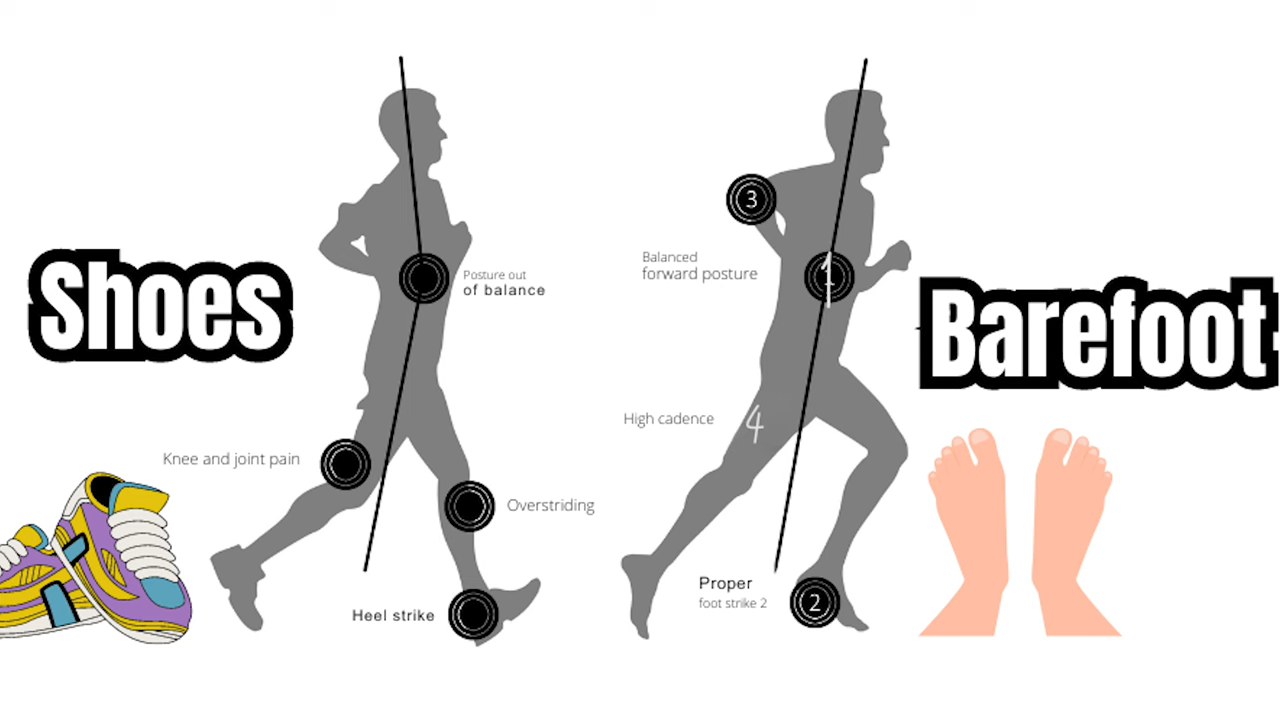 Shoes
Posture out
of balance
Knee and joint pain
Overstriding
Heel strike
3
Balanced
forward posture
1
High cadence
4
Proper
foot strike 2
2
Barefoot